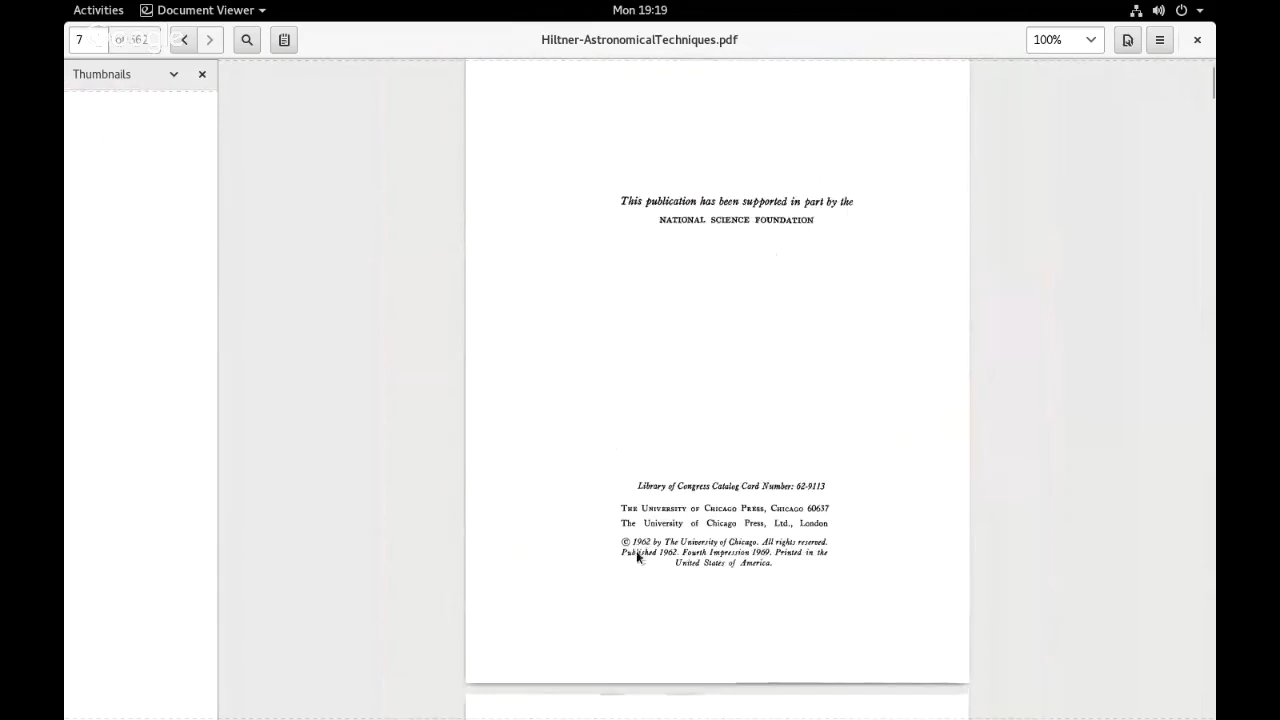 Activities
Document Viewer
Mon 19:19
7
Hiltner-AstronomicalTechniques.pdf
100%
Thumbnails
This publication has been supported in part by the
NATIONAL SCIENCE FOUNDATION
Library of Congress Catalog Card Number: 62-9113
THE UNIVERSITY OF CHICAGO PRESS, CHICAGO 60637
The University of Chicago Press, Ltd., London
© 1962 by The University of Chicago. All rights reserved.
Published 1962. Fourth Impression 1969. Printed in the
United States of America.